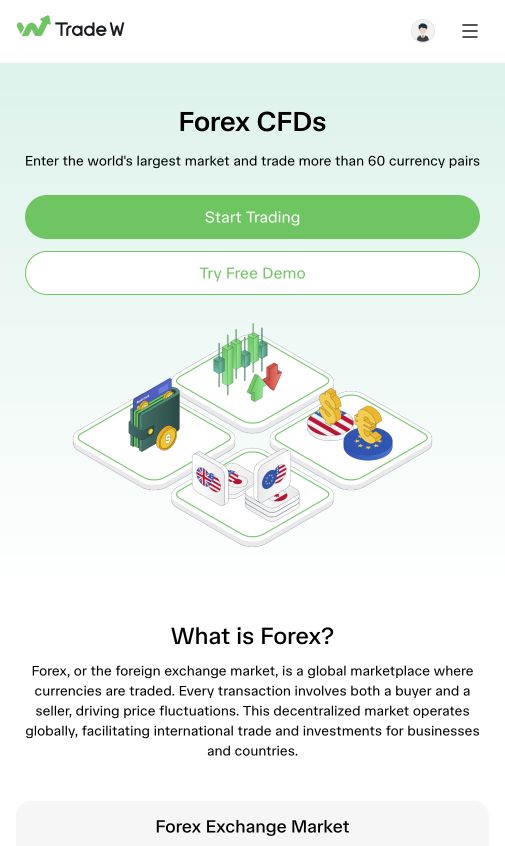 Trade W
Forex CFDs
Enter the world's largest market and trade more than 60 currency pairs
Start Trading
Try Free Demo
What is Forex?
Forex, or the foreign exchange market, is a global marketplace where
currencies are traded. Every transaction involves both a buyer and a
seller, driving price fluctuations. This decentralized market operates
globally, facilitating international trade and investments for businesses
and countries.
Forex Exchange Market